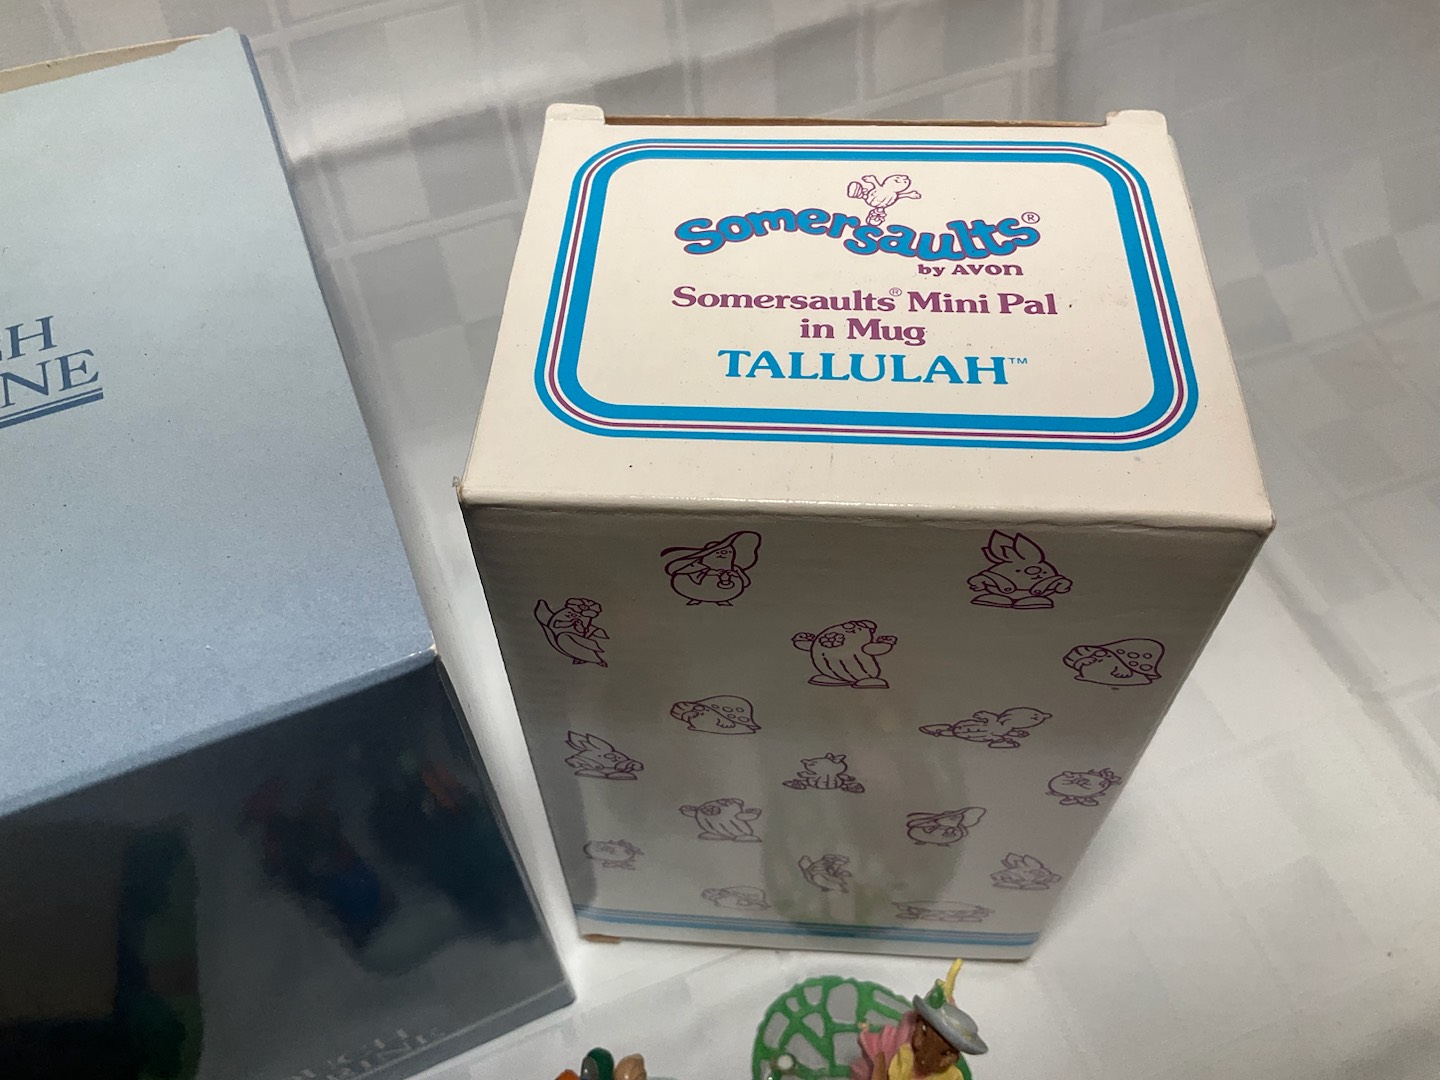 Somersaults®
by AVON
Somersaults® Mini Pal
in Mug
TALLULAH™